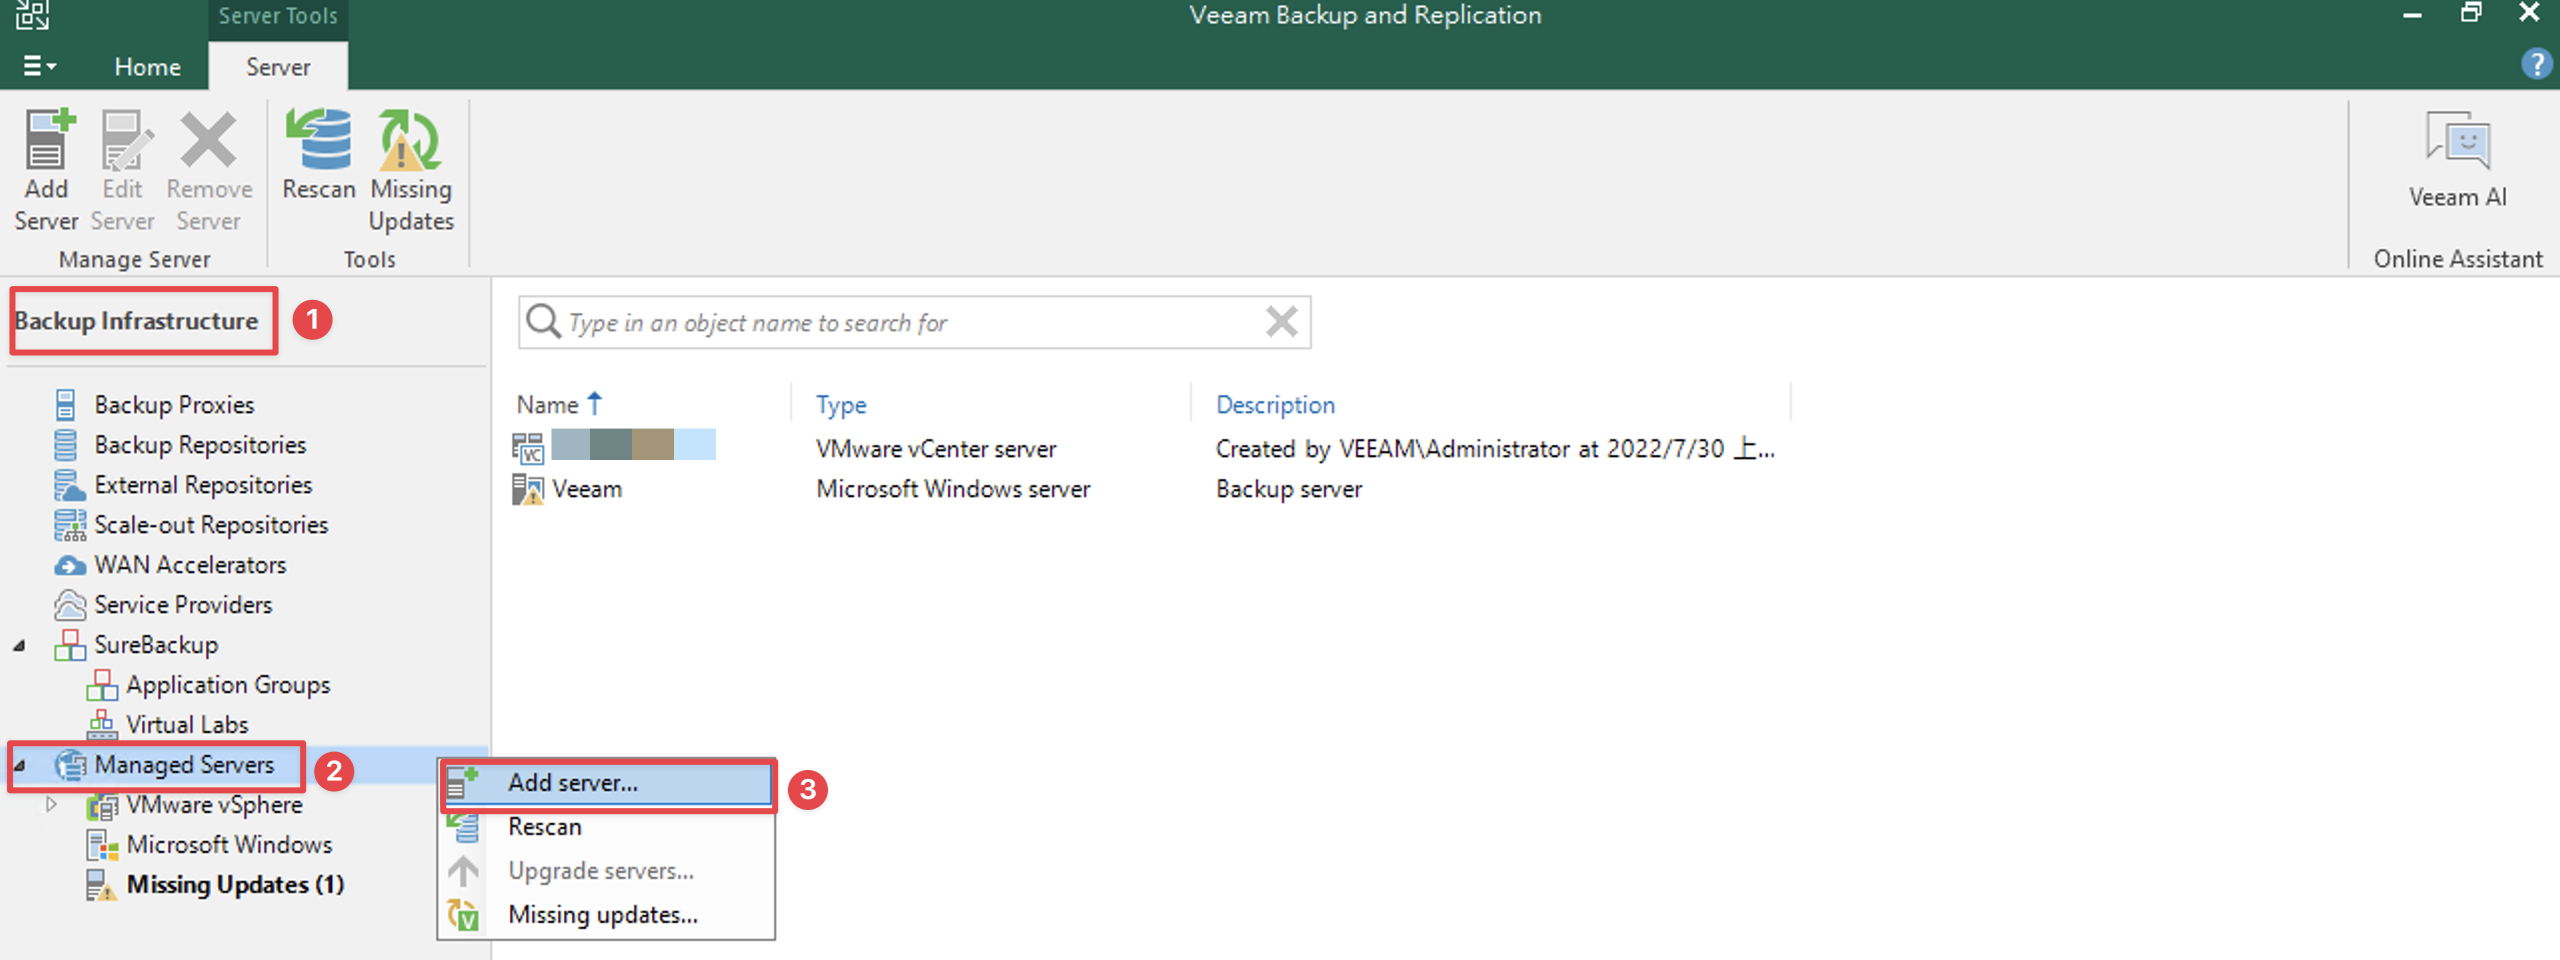 Server Tools
Veeam Backup and Replication
Home
Server
?
Add Server
Edit Server
Remove Server
Manage Server
Rescan
Missing Updates
Tools
Veeam AI
Online Assistant
Backup Infrastructure
1
Type in an object name to search for
Backup Proxies
Backup Repositories
External Repositories
Scale-out Repositories
WAN Accelerators
Service Providers
SureBackup
Application Groups
Virtual Labs
Managed Servers
2
VMware vSphere
Microsoft Windows
Missing Updates (1)
Name Type Description
VC VMware vCenter server Created by VEEAM\Administrator at 2022/7/30 上...
Veeam Microsoft Windows server Backup server
Add server...
3
Rescan
Upgrade servers...
V Missing updates...